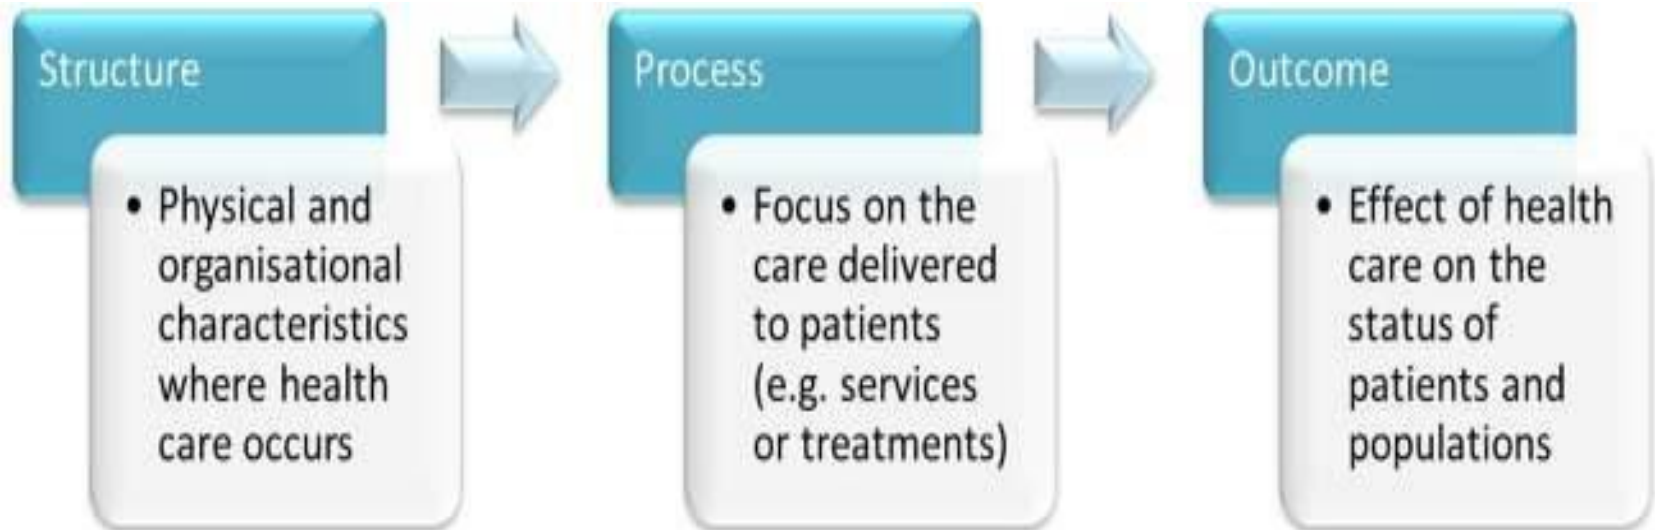 Structure
• Physical and
organisational
characteristics
where health
care occurs
Process
• Focus on the
care delivered
to patients
(e.g. services
or treatments)
Outcome
• Effect of health
care on the
status of
patients and
populations